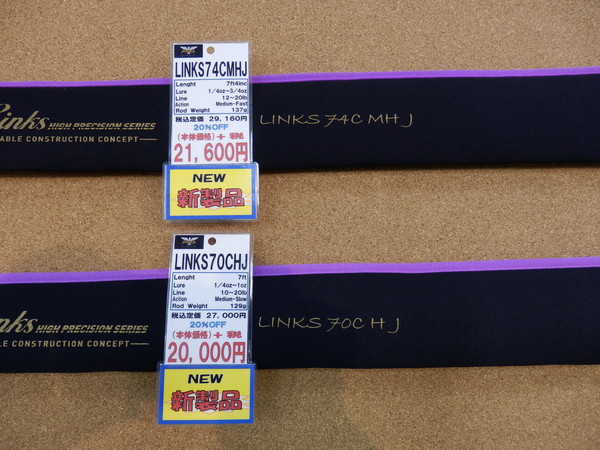 Links HIGH PRECISION SERIES
ABLE CONSTRUCTION CONCEPT
LINKS74CMHJ
Lenght 7ft4inc
Lure 1/4oz~3/4oz
Line 12~20lb
Action Medium-Fast
Rod Weight 137g
税込定価 29,160円
20%OFF
(本体価格)+税
21,600円
NEW
新製品
LINKS 74C MH J
nks HIGH PRECISION SERIES
BLE CONSTRUCTION CONCEPT
LINKS70CHJ
Lenght 7ft
Lure 1/4oz~1oz
Line 10~20lb
Action Medium-Slow
Rod Weight 129g
税込定価 27,000円
20%OFF
(本体価格)+税
20,000円
NEW
新製品
LINKS 70C H J